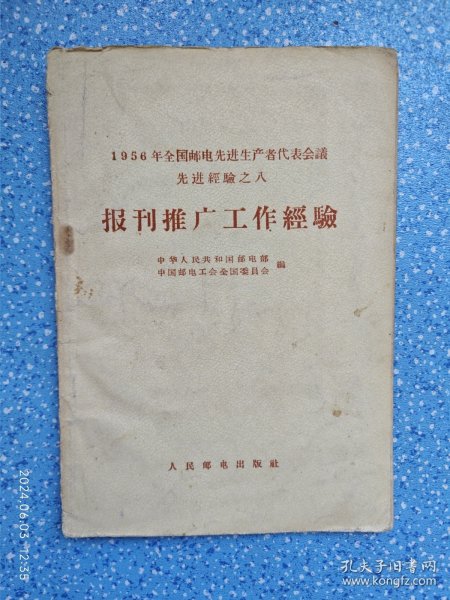 1956年全国邮电先进生产者代表会議
先进經驗之八
报刊推广工作經驗
中华人民共和国邮电部
中国邮电工会全国委員会
編
人民邮电出版社
2024.06.03 12:38
孔夫子旧书网
www.kongfz.com